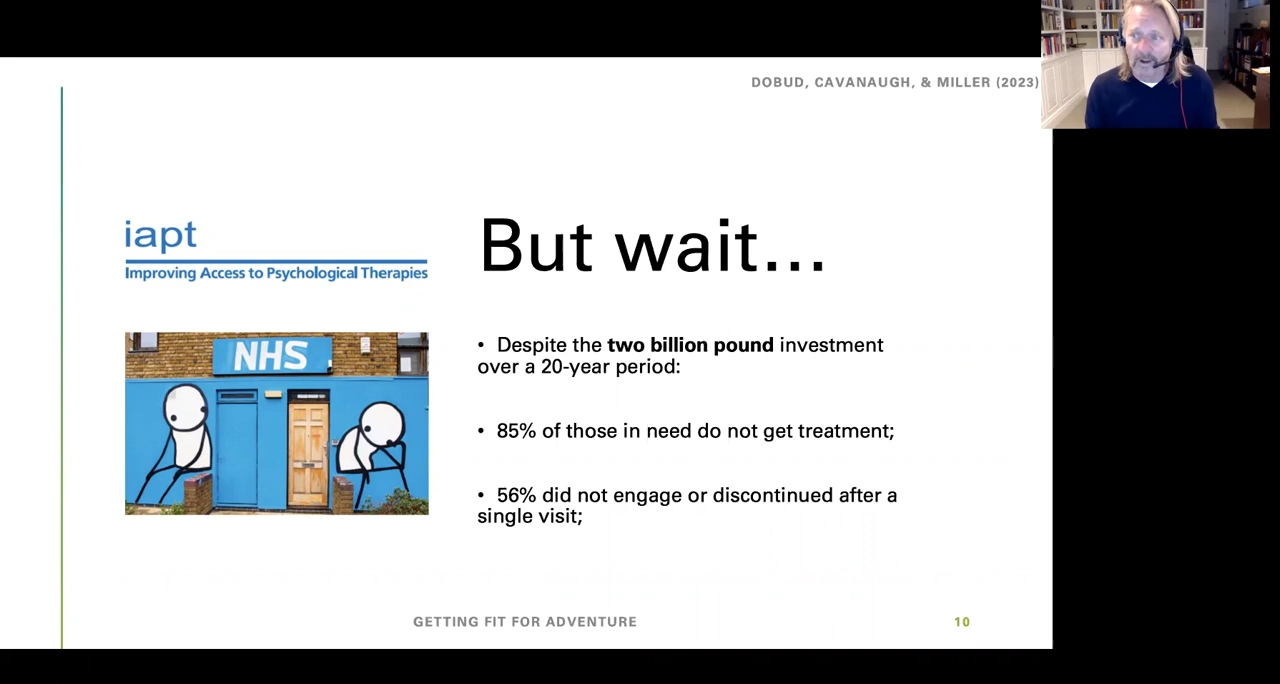 DOBUD, CAVANAUGH, & MILLER (2023)
iapt
Improving Access to Psychological Therapies
But wait...
NHS
• Despite the two billion pound investment
over a 20-year period:
• 85% of those in need do not get treatment;
• 56% did not engage or discontinued after a
single visit;
GETTING FIT FOR ADVENTURE
10